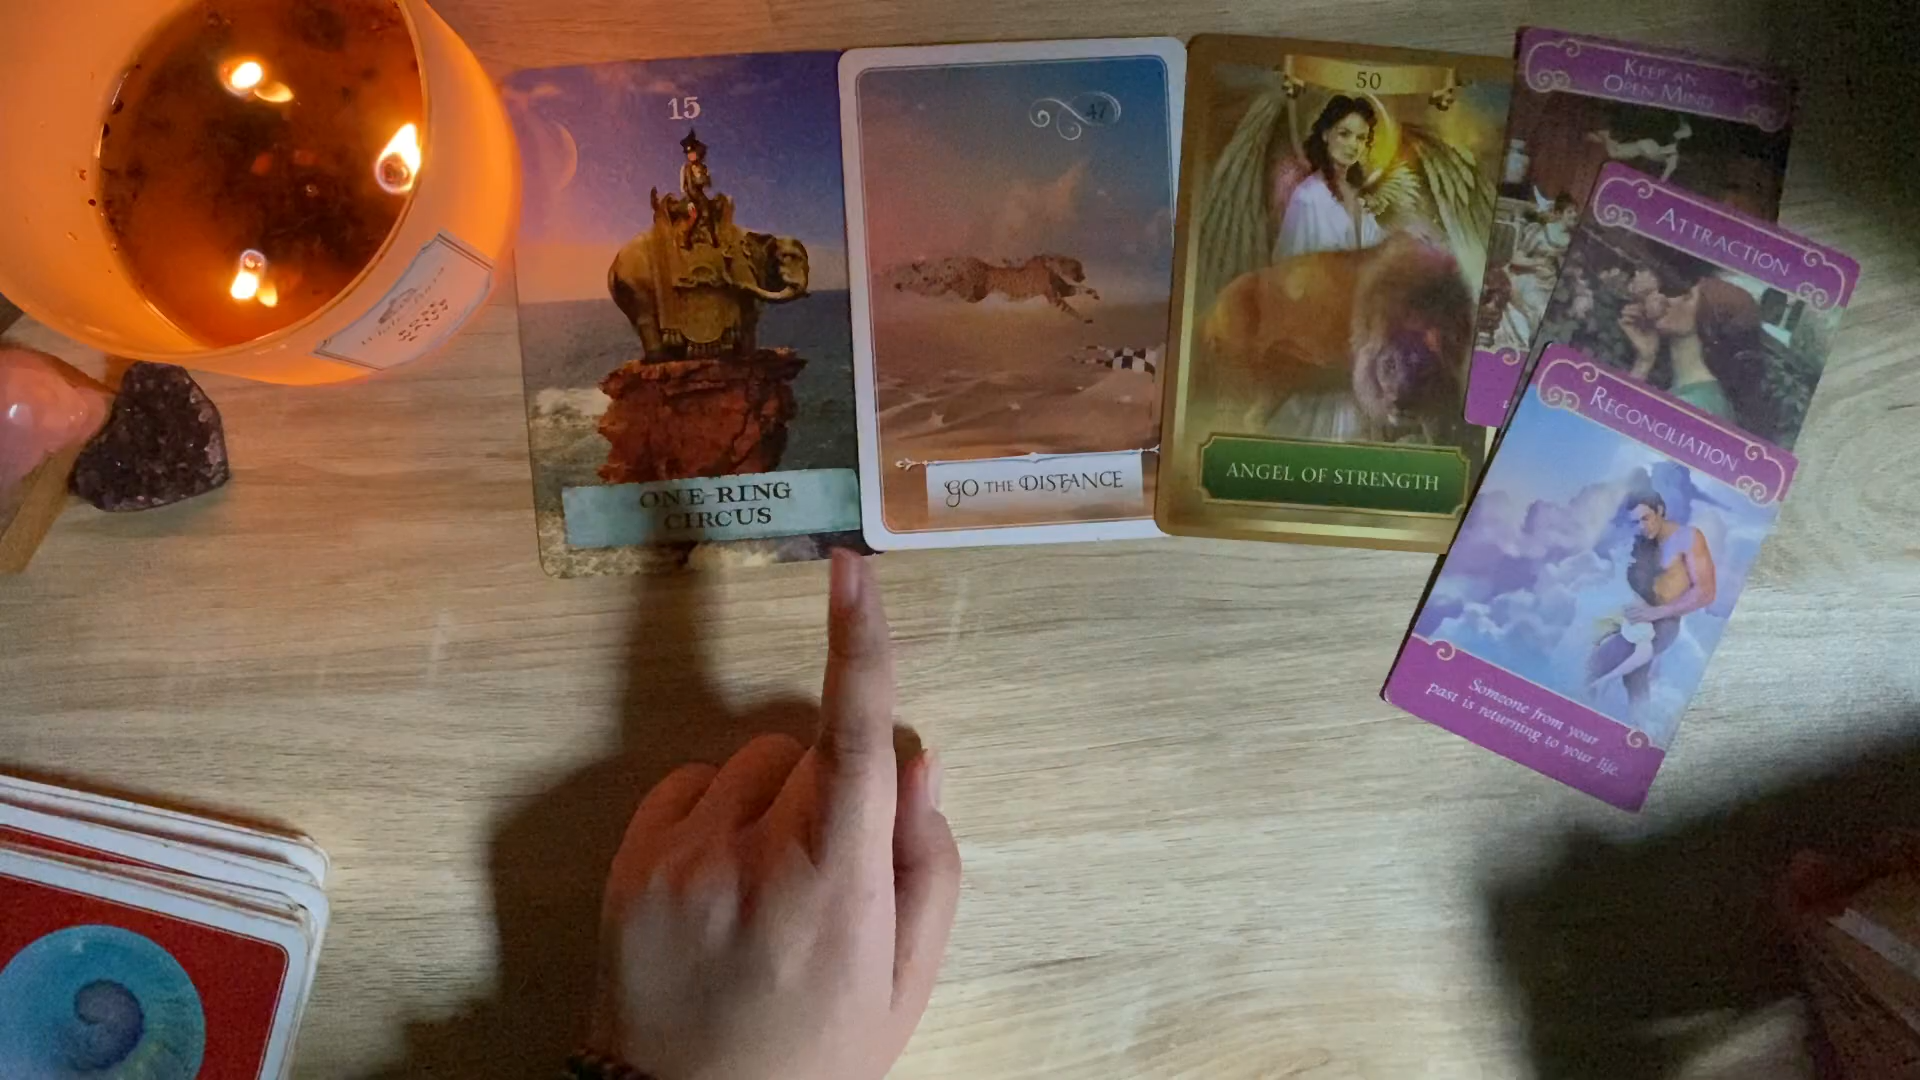 15
ONE-RING
CIRCUS
47
GO THE DISTANCE
50
ANGEL OF STRENGTH
KEEP AN
OPEN MIND
ATTRACTION
RECONCILIATION
Someone from your
past is returning to your life.